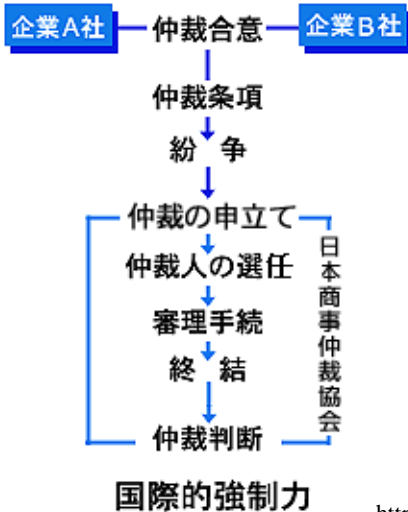 企業A社 仲裁合意 企業B社
仲裁条項
紛 争
仲裁の申立て
仲裁人の選任
審理手続
終 結
仲裁判断
日本商事仲裁協会
国際的強制力
htt